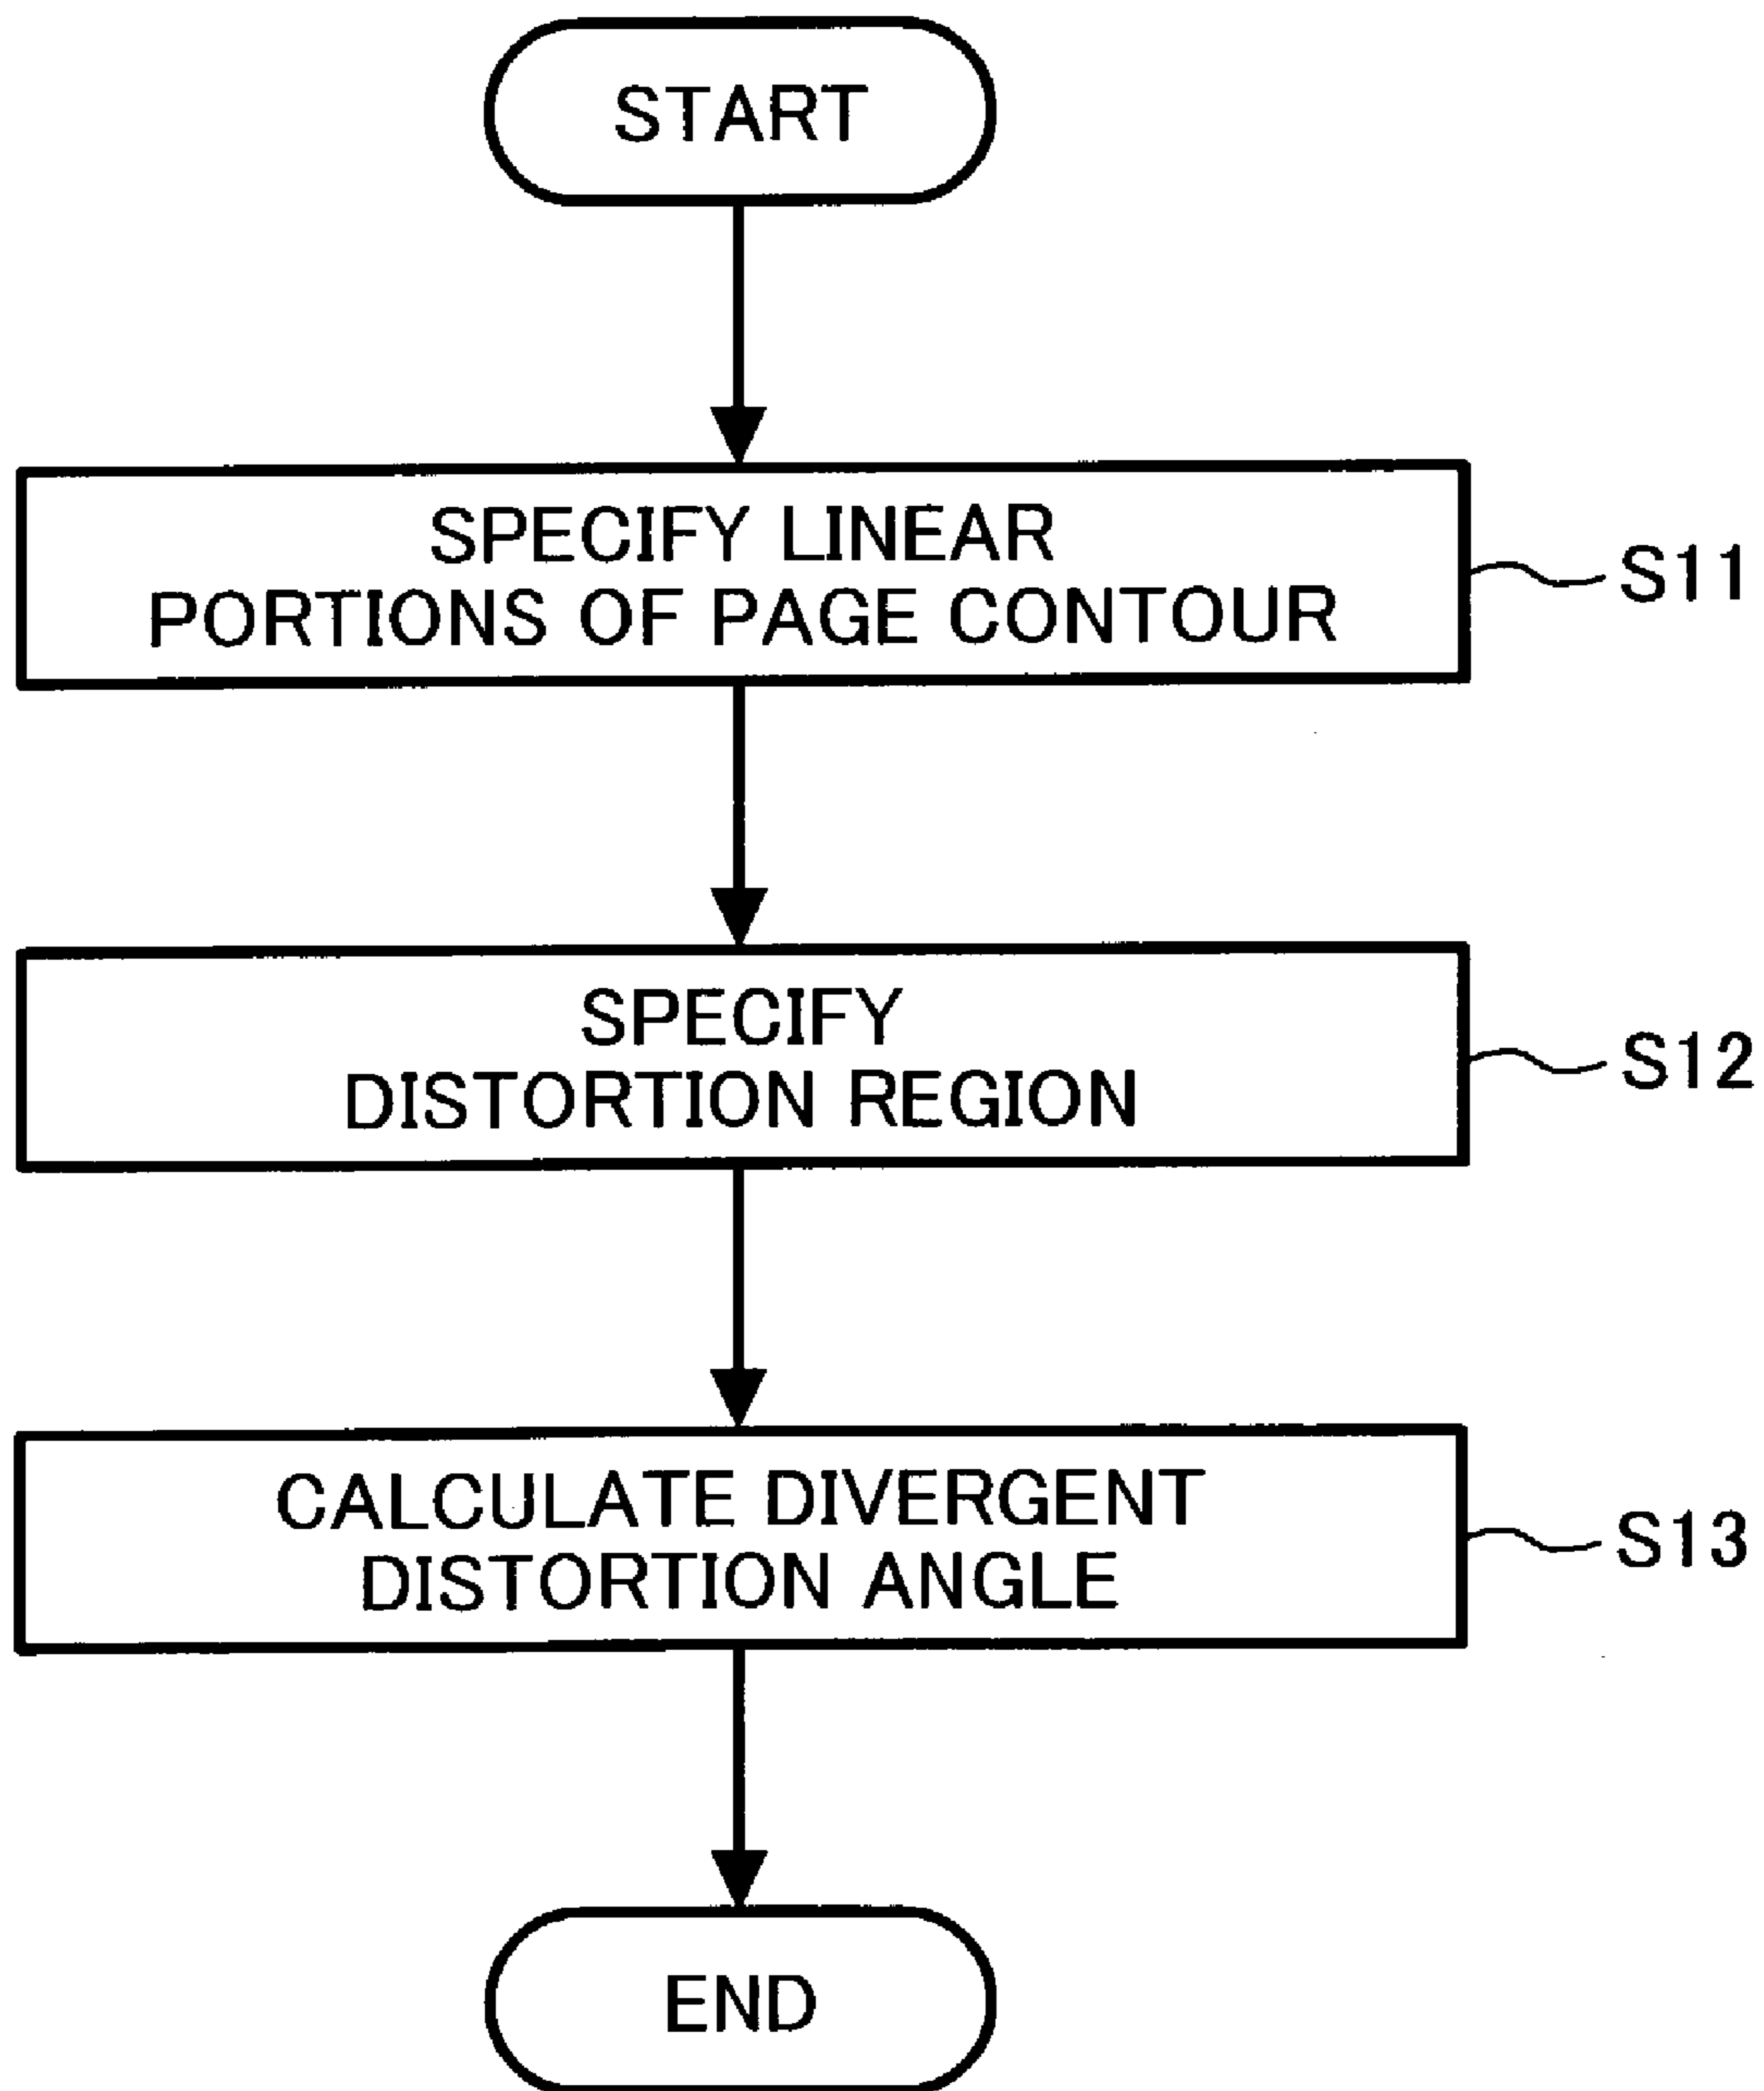 START
SPECIFY LINEAR
PORTIONS OF PAGE CONTOUR
S11
SPECIFY
DISTORTION REGION
S12
CALCULATE DIVERGENT
DISTORTION ANGLE
S13
END